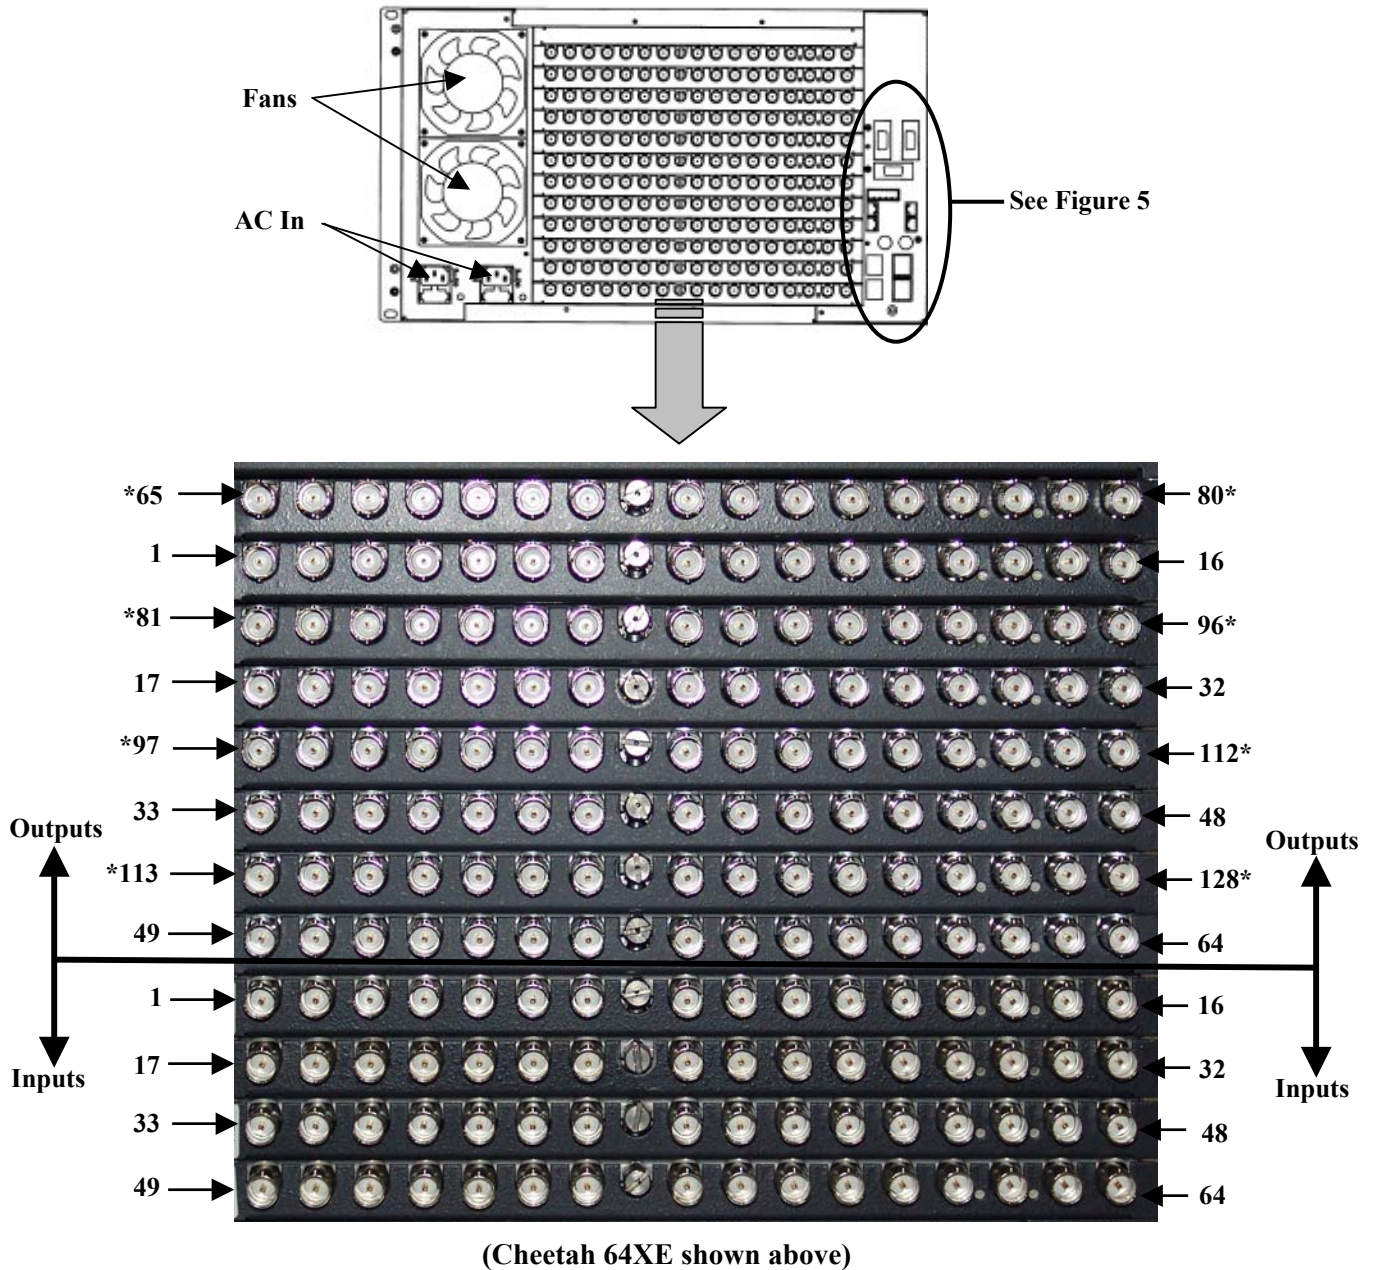 Fans
AC In
See Figure 5
*65 80*
1 16
*81 96*
17 32
*97 112*
33 48
Outputs Outputs
*113 128*
49 64
1 16
17 32
Inputs Inputs
33 48
49 64
(Cheetah 64XE shown above)